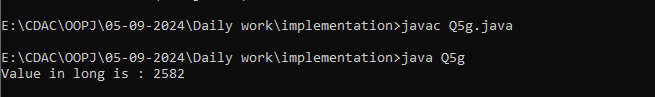 E:\CDAC\OOPJ\05-09-2024\Daily work\implementation>javac Q5g.java
E:\CDAC\OOPJ\05-09-2024\Daily work\implementation>java Q5g
Value in long is : 2582